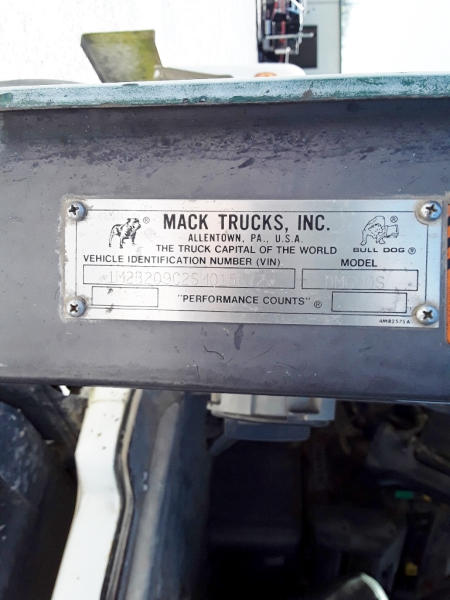 MACK TRUCKS, INC.
ALLENTOWN, PA., U.S.A.
THE TRUCK CAPITAL OF THE WORLD
BULL DOG ®
VEHICLE IDENTIFICATION NUMBER (VIN) MODEL
"PERFORMANCE COUNTS" ®